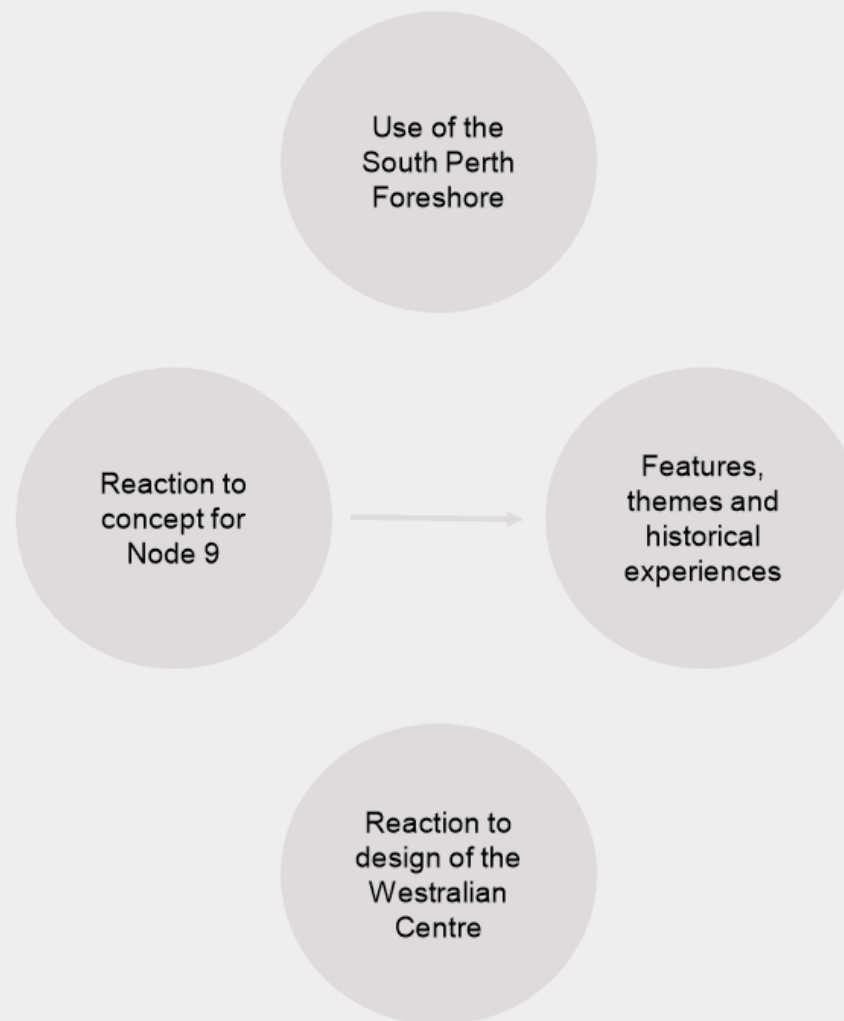 Use of the
South Perth
Foreshore
Reaction to
concept for
Node 9
Features,
themes and
historical
experiences
Reaction to
design of the
Westralian
Centre